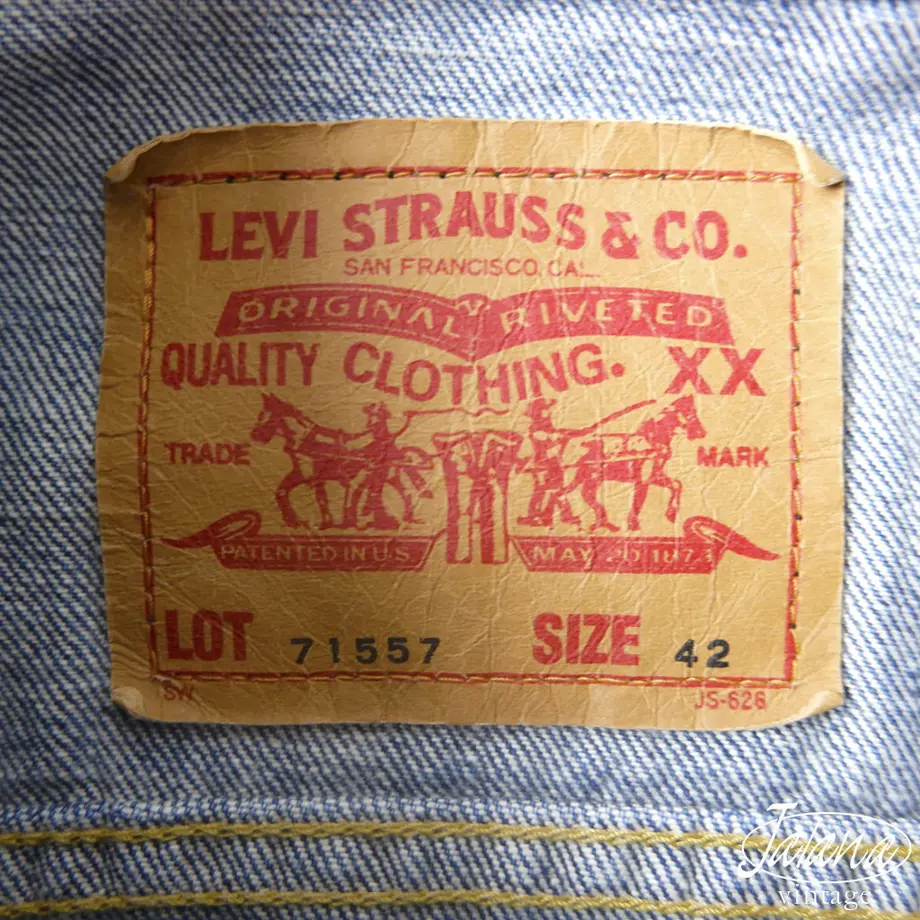 LEVI STRAUSS & CO.
SAN FRANCISCO, CAL.
ORIGINAL RIVETED
QUALITY CLOTHING. XX
TRADE MARK
PATENTED IN U.S. MAY 20 1873
LOT 71557 SIZE 42
SW JS-626
Jatana
vintage